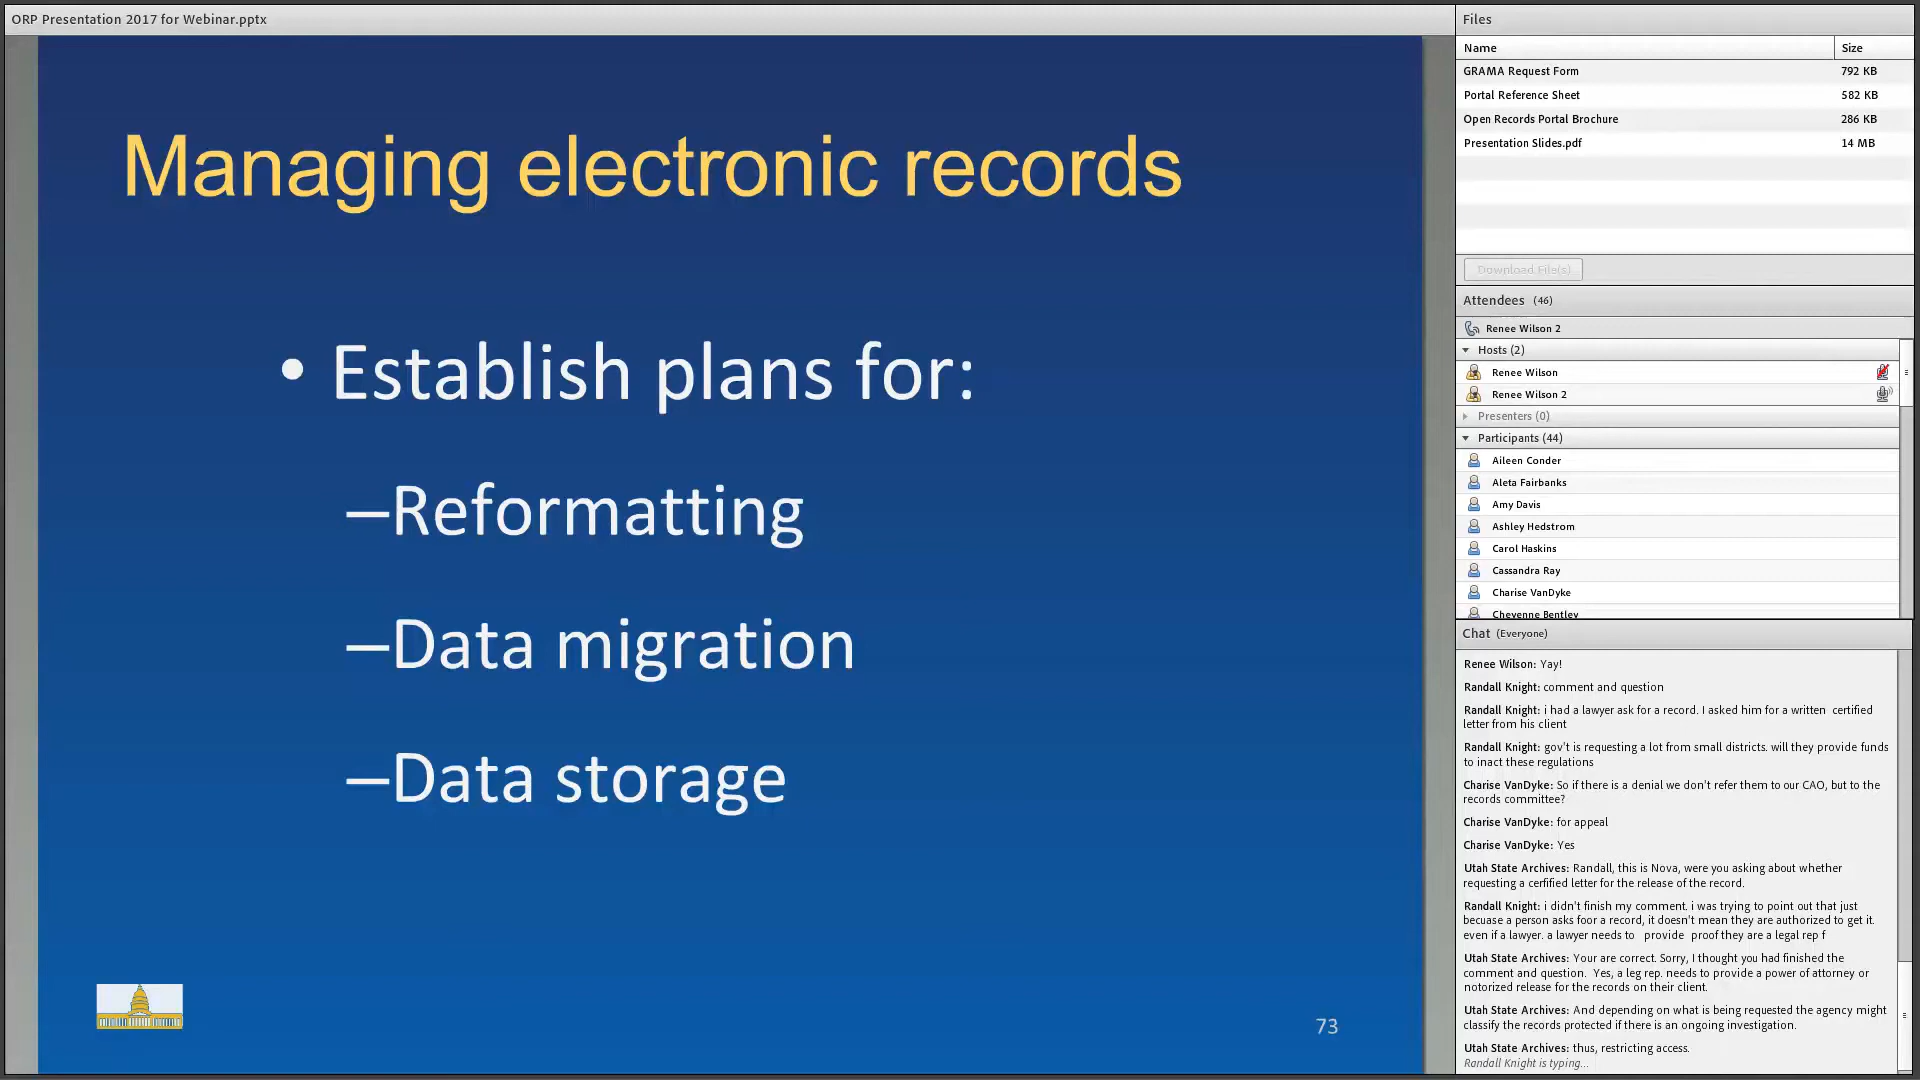 ORP Presentation 2017 for Webinar.pptx
Managing electronic records
• Establish plans for:
–Reformatting
–Data migration
–Data storage
73
Files
Name Size
GRAMA Request Form 792 KB
Portal Reference Sheet 582 KB
Open Records Portal Brochure 286 KB
Presentation Slides.pdf 14 MB
Download File(s)
Attendees (46)
Renee Wilson 2
Hosts (2)
Renee Wilson
Renee Wilson 2
Presenters (0)
Participants (44)
Aileen Conder
Aleta Fairbanks
Amy Davis
Ashley Hedstrom
Carol Haskins
Cassandra Ray
Charise VanDyke
Cheyenne Bentley
Chat (Everyone)
Renee Wilson: Yay!
Randall Knight: comment and question
Randall Knight: i had a lawyer ask for a record. I asked him for a written certified
letter from his client
Randall Knight: gov't is requesting a lot from small districts. will they provide funds
to inact these regulations
Charise VanDyke: So if there is a denial we don't refer them to our CAO, but to the
records committee?
Charise VanDyke: for appeal
Charise VanDyke: Yes
Utah State Archives: Randall, this is Nova, were you asking about whether
requesting a cerfified letter for the release of the record.
Randall Knight: i didn't finish my comment. i was trying to point out that just
becuase a person asks foor a record, it doesn't mean they are authorized to get it.
even if a lawyer. a lawyer needs to provide proof they are a legal rep f
Utah State Archives: Your are correct. Sorry, I thought you had finished the
comment and question. Yes, a leg rep. needs to provide a power of attorney or
notorized release for the records on their client.
Utah State Archives: And depending on what is being requested the agency might
classify the records protected if there is an ongoing investigation.
Utah State Archives: thus, restricting access.
Randall Knight is typing...